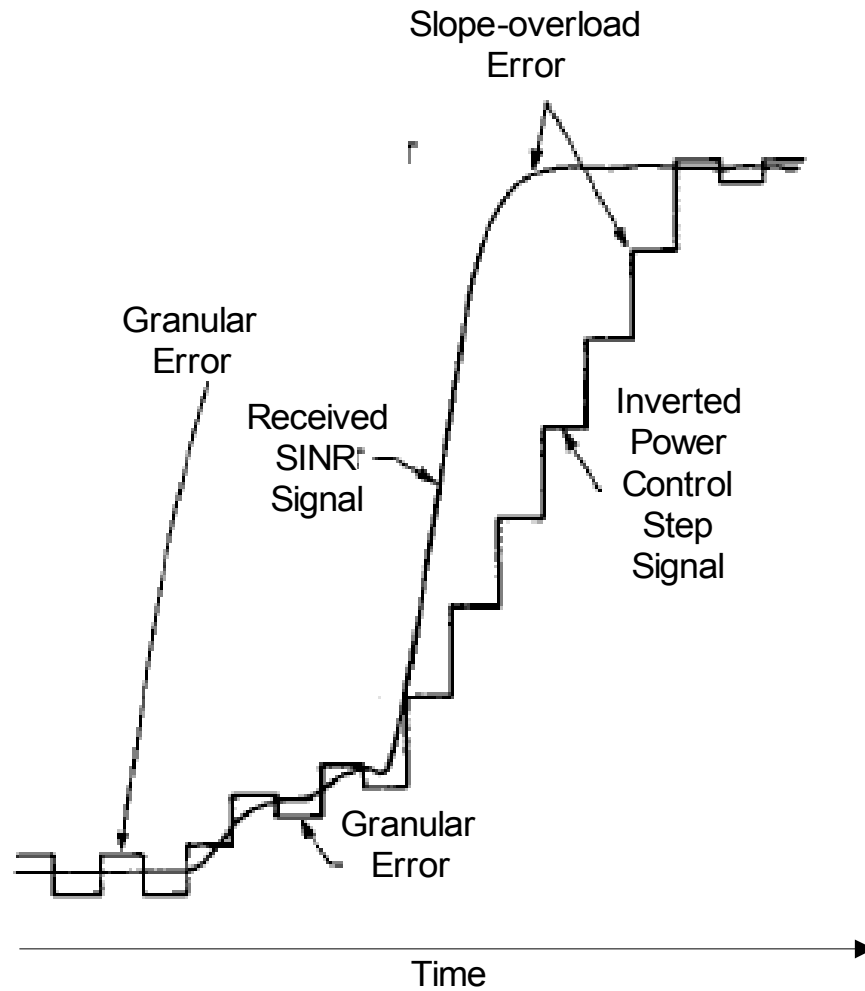 Slope-overload
Error
Granular
Error
Received
SINR
Signal
Inverted
Power
Control
Step
Signal
Granular
Error
Time